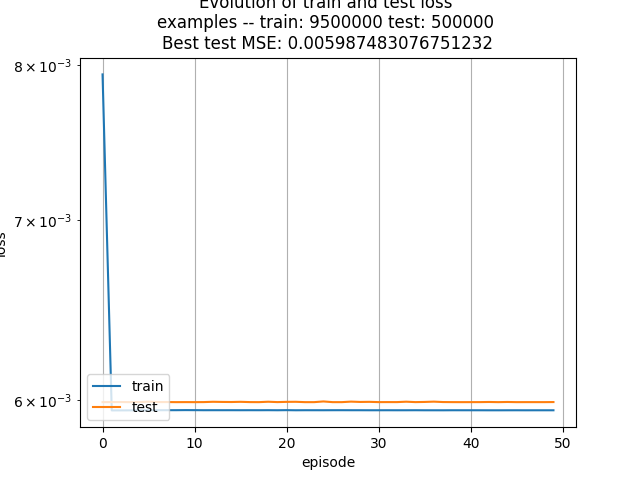 Evolution of train and test loss
examples -- train: 9500000 test: 500000
Best test MSE: 0.005987483076751232
8 × 10⁻³
7 × 10⁻³
6 × 10⁻³
loss
train
test
0 10 20 30 40 50
episode